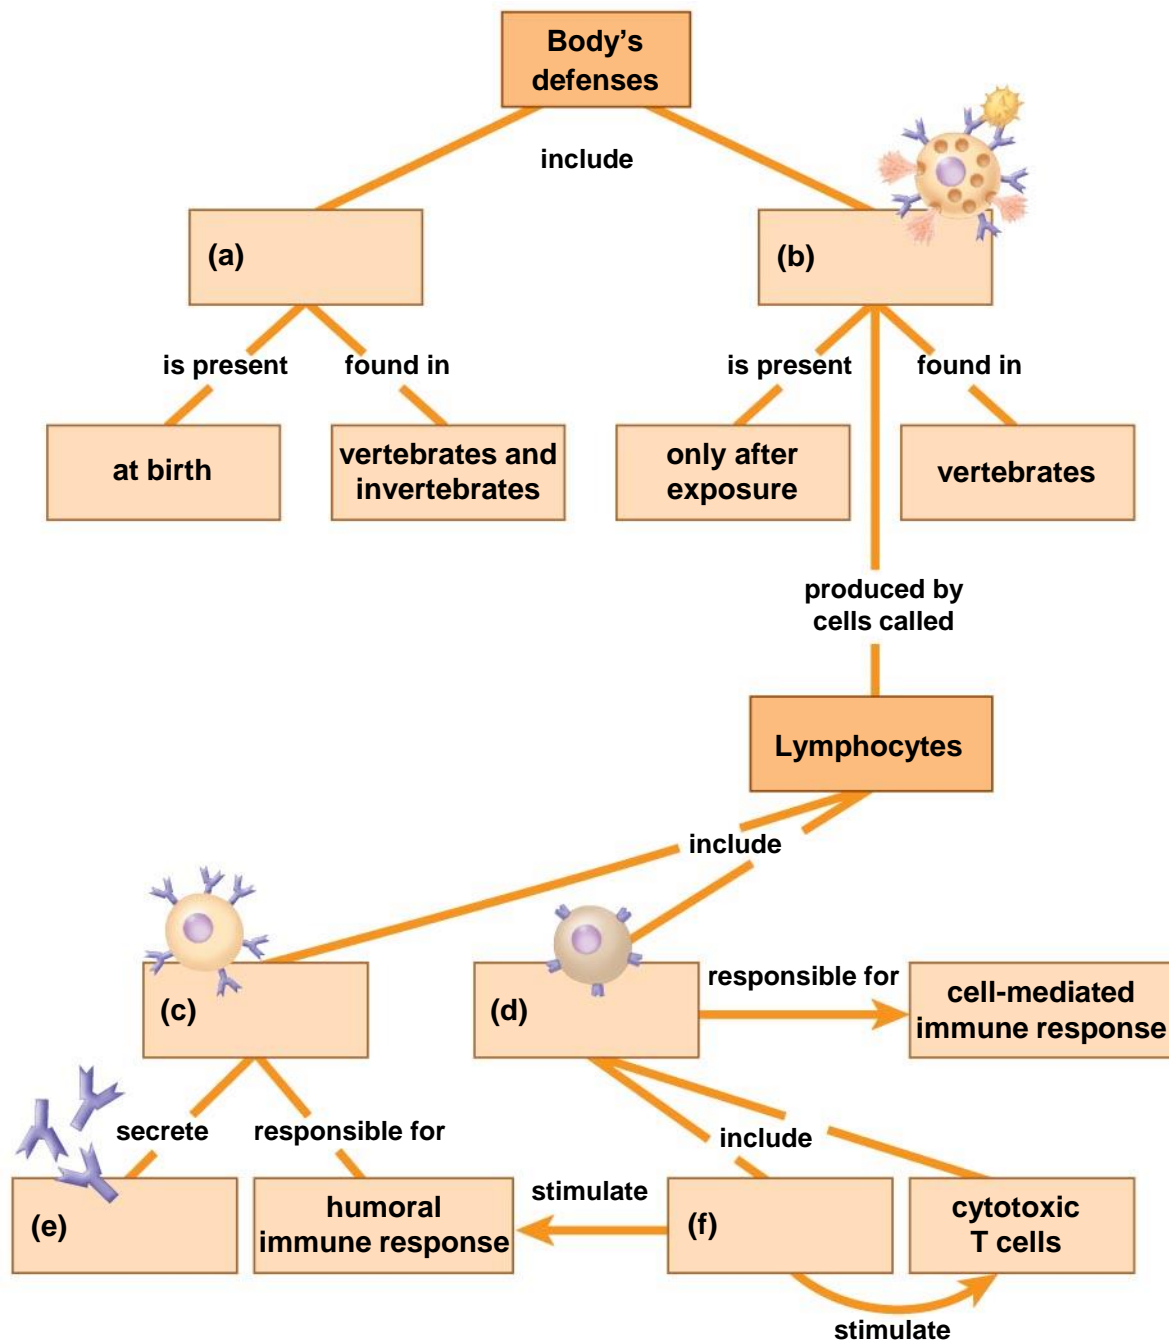 Body’s
defenses
include
(a)
(b)
is present
found in
is present
found in
at birth
vertebrates and
invertebrates
only after
exposure
vertebrates
produced by
cells called
Lymphocytes
include
(c)
(d)
responsible for
cell-mediated
immune response
secrete
responsible for
include
(e)
humoral
immune response
stimulate
(f)
cytotoxic
T cells
stimulate